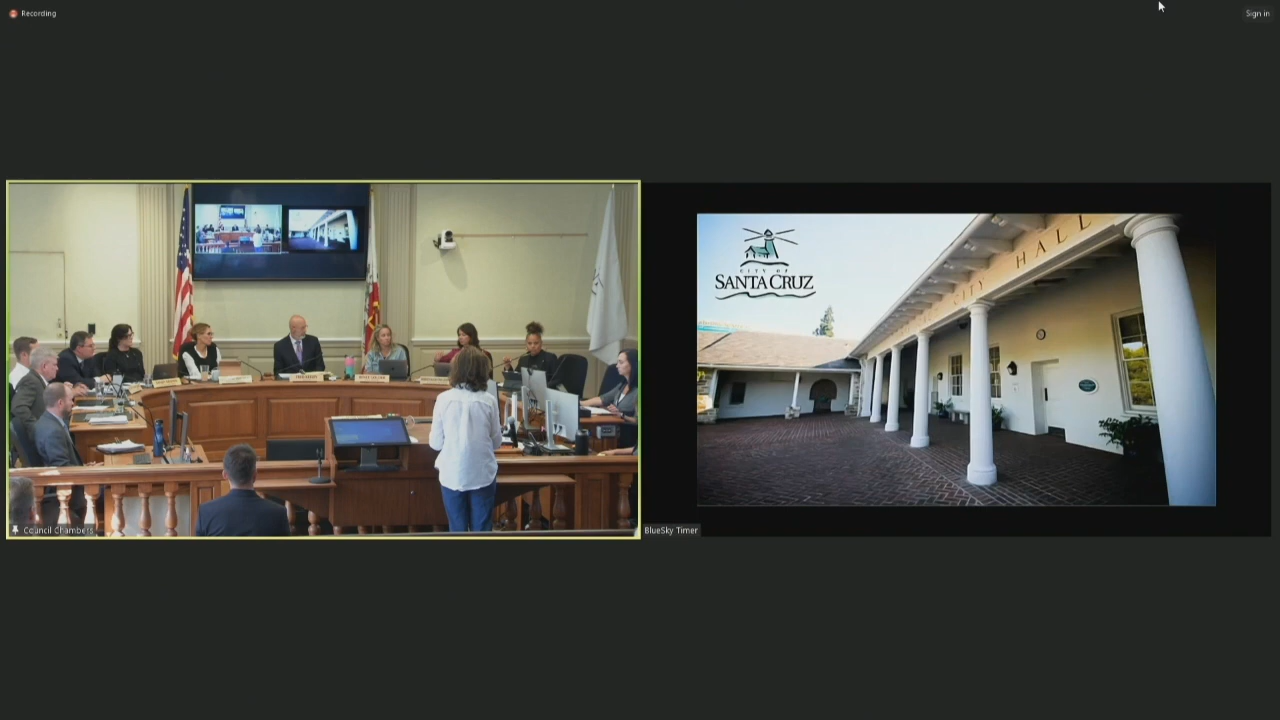 Recording
Sign in
CITY OF
SANTA CRUZ
CITY HALL
Council Chambers
BlueSky Timer